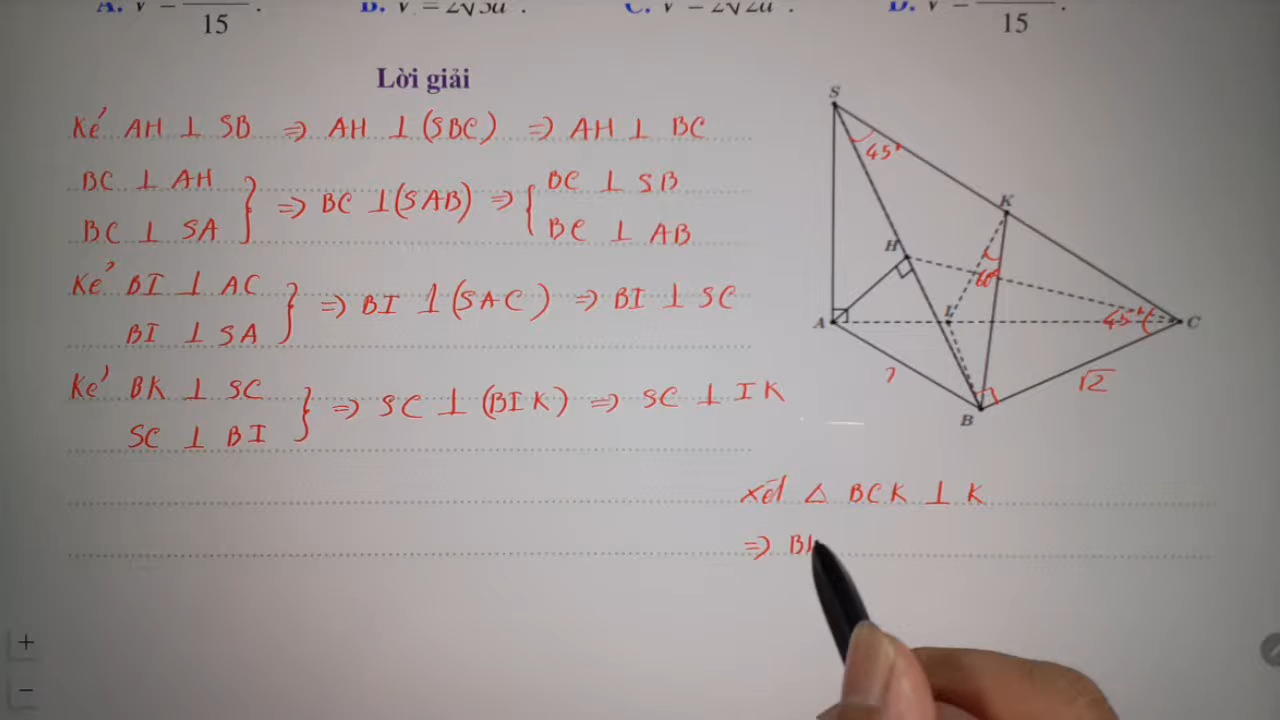 15
15
Lời giải
Kẻ AH ⊥ SB ⇒ AH ⊥ (SBC) ⇒ AH ⊥ BC
BC ⊥ AH
BC ⊥ SA
} ⇒ BC ⊥ (SAB) ⇒ {
BC ⊥ SB
BC ⊥ AB
Kẻ BI ⊥ AC
BI ⊥ SA
} ⇒ BI ⊥ (SAC) ⇒ BI ⊥ SC
Kẻ BK ⊥ SC
SC ⊥ BI
} ⇒ SC ⊥ (BIK) ⇒ SC ⊥ IK
S
45°
K
H
60°
A
I
45°
C
?
√2
B
xét △ BCK ⊥ K
⇒ BK
+
−